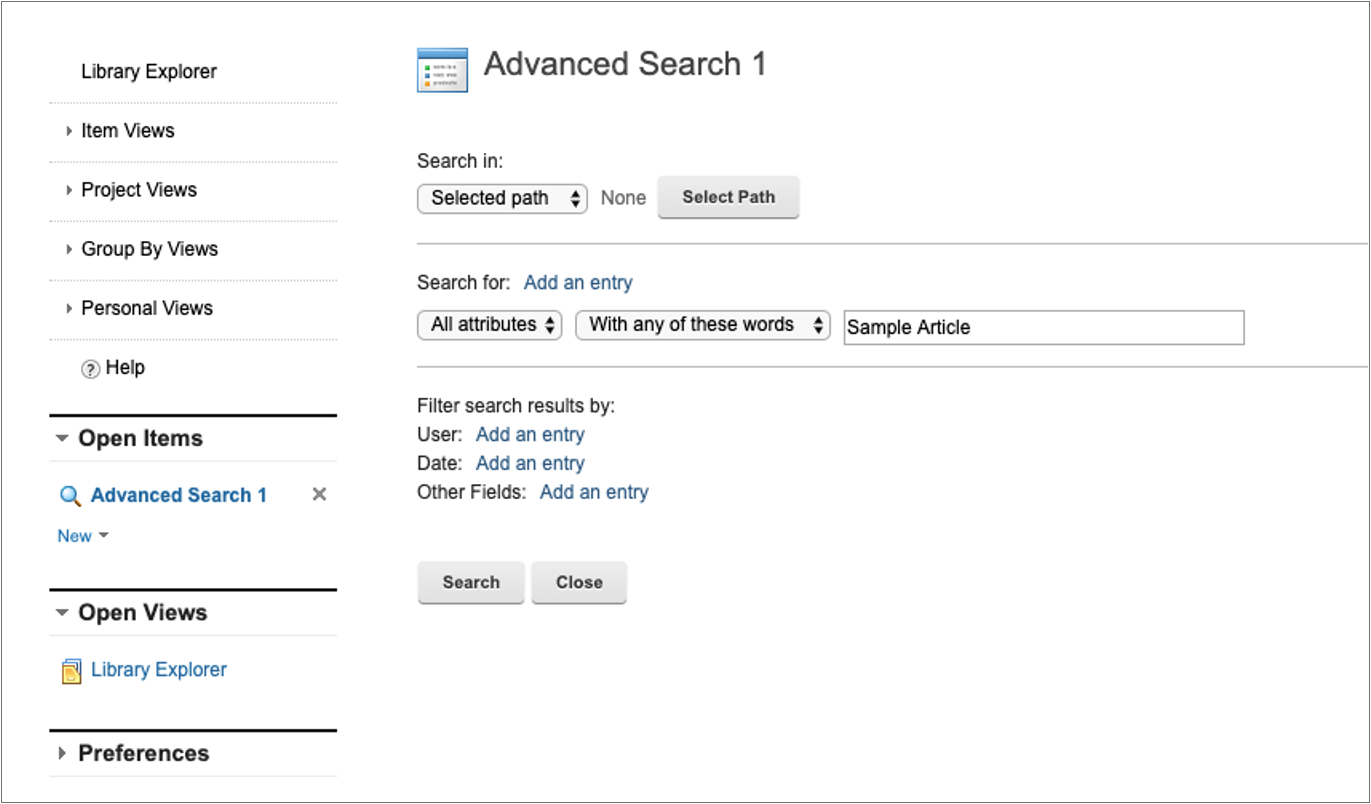 Library Explorer
Item Views
Project Views
Group By Views
Personal Views
? Help
Open Items
Advanced Search 1
New
Open Views
Library Explorer
Preferences
Advanced Search 1
Search in:
Selected path None Select Path
Search for: Add an entry
All attributes With any of these words Sample Article
Filter search results by:
User: Add an entry
Date: Add an entry
Other Fields: Add an entry
Search Close